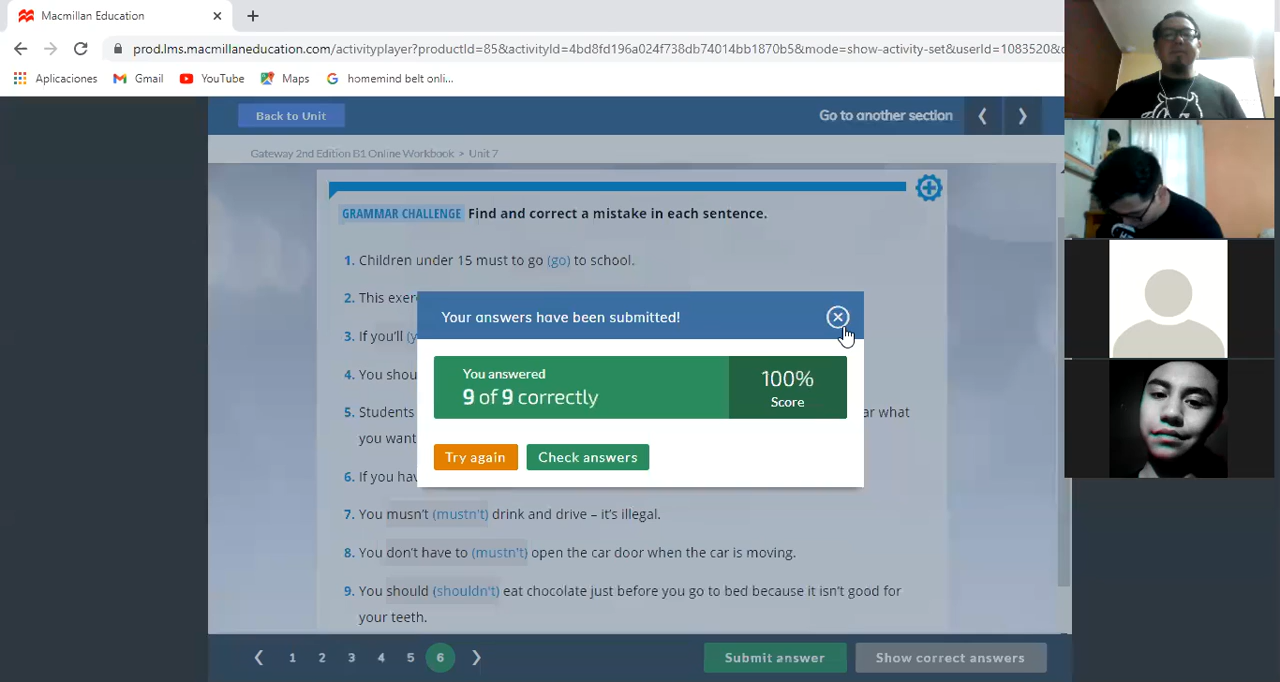 Macmillan Education
prod.lms.macmillaneducation.com/activityplayer?productId=85&activityId=4bd8fd196a024f738db74014bb1870b5&mode=show-activity-set&userId=1083520&c
Aplicaciones Gmail YouTube Maps homemind belt onli...
Back to Unit Go to another section
Gateway 2nd Edition B1 Online Workbook > Unit 7
GRAMMAR CHALLENGE Find and correct a mistake in each sentence.
1. Children under 15 must to go (go) to school.
2. This exer
3. If you'll (y
4. You shou
5. Students ar what
you want
6. If you hav
Your answers have been submitted!
You answered
9 of 9 correctly
100%
Score
Try again Check answers
7. You musn't (mustn't) drink and drive – it's illegal.
8. You don't have to (mustn't) open the car door when the car is moving.
9. You should (shouldn't) eat chocolate just before you go to bed because it isn't good for
your teeth.
1 2 3 4 5 6 Submit answer Show correct answers